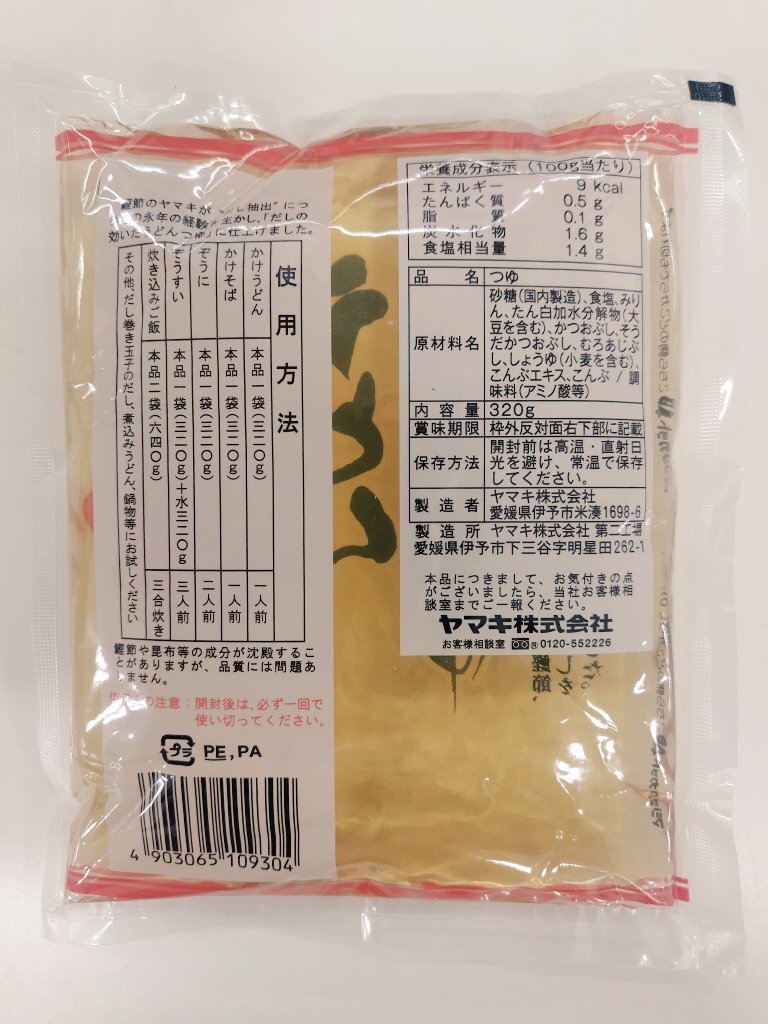 鰹節のヤマキが
抽出"につ
の永年の経験
生かし、「だしの
効いた
うどん
に仕上げました。
使用方法
かけうどん 本品一袋(三二〇g) 一人前
かけそば 本品一袋(三二〇g) 一人前
ぞうに 本品一袋(三二〇g) 二人前
ぞうすい 本品一袋(三二〇g)+水三二〇g 三人前
炊き込みご飯 本品二袋(六四〇g) 三合炊き
その他、だし巻き玉子のだし、煮込みうどん、鍋物等にお試しください
鰹節や昆布等の成分が沈殿するこ
とがありますが、品質には問題あ
ません。
の注意:開封後は、必ず一回で
使い切ってください。
プラ PE,PA
4 903065 109304
栄養成分表示 (100g当たり)
エネルギー 9 kcal
たんぱく質 0.5 g
脂質 0.1 g
炭水化物 1.6 g
食塩相当量 1.4 g
品名 つゆ
原材料名 砂糖(国内製造)、食塩、みり
ん、たん白加水分解物(大
豆を含む)、かつおぶし、そう
だかつおぶし、むろあじぶ
し、しょうゆ(小麦を含む)、
こんぶエキス、こんぶ / 調
味料(アミノ酸等)
内容量 320g
賞味期限 枠外反対面右下部に記載
保存方法 開封前は高温・直射日
光を避け、常温で保存
してください。
製造者 ヤマキ株式会社
愛媛県伊予市米湊1698-6
製造所 ヤマキ株式会社 第二工場
愛媛県伊予市下三谷字明星田262-1
本品につきまして、お気付きの点
がございましたら、当社お客様相
談室までご一報ください。
ヤマキ株式会社
お客様相談室 0120-552226